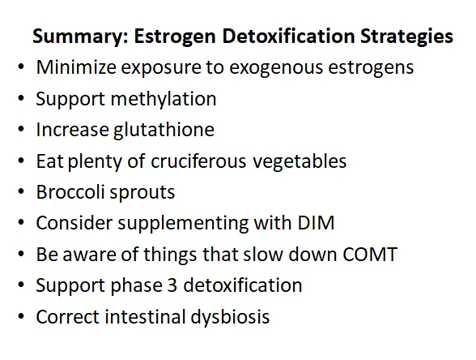 Summary: Estrogen Detoxification Strategies
• Minimize exposure to exogenous estrogens
• Support methylation
• Increase glutathione
• Eat plenty of cruciferous vegetables
• Broccoli sprouts
• Consider supplementing with DIM
• Be aware of things that slow down COMT
• Support phase 3 detoxification
• Correct intestinal dysbiosis